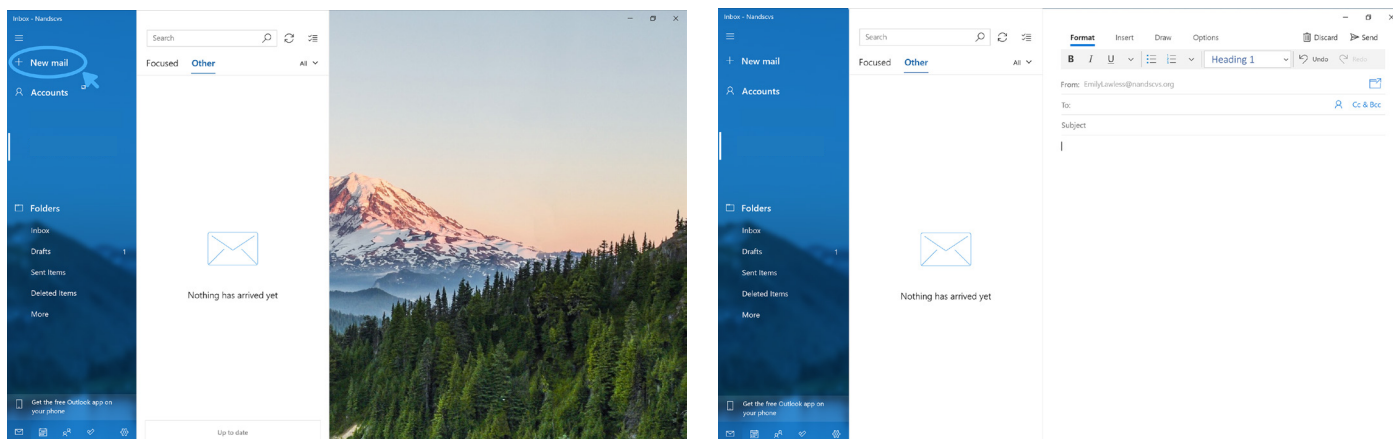 Inbox - Nandscvs
Search
+ New mail
Focused Other All
Accounts
Folders
Inbox
Drafts 1
Sent Items
Deleted Items
Nothing has arrived yet
More
Get the free Outlook app on
your phone
Up to date
Inbox - Nandscvs
Search
Format Insert Draw Options Discard Send
+ New mail
Focused Other All
B I U Heading 1 Undo Redo
Accounts
From: EmilyLawless@nandscvs.org
To: Cc & Bcc
Subject
Folders
Inbox
Drafts 1
Sent Items
Deleted Items
Nothing has arrived yet
More
Get the free Outlook app on
your phone